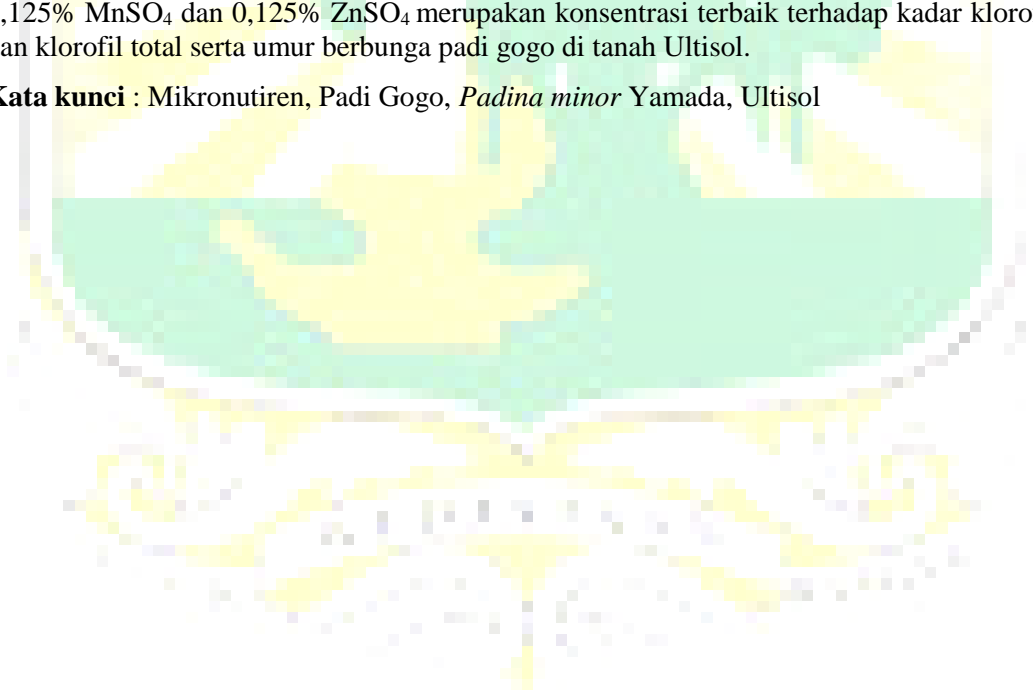 ,125% MnSO₄ dan 0,125% ZnSO₄ merupakan konsentrasi terbaik terhadap kadar kloro
an klorofil total serta umur berbunga padi gogo di tanah Ultisol.
Kata kunci : Mikronutiren, Padi Gogo, Padina minor Yamada, Ultisol